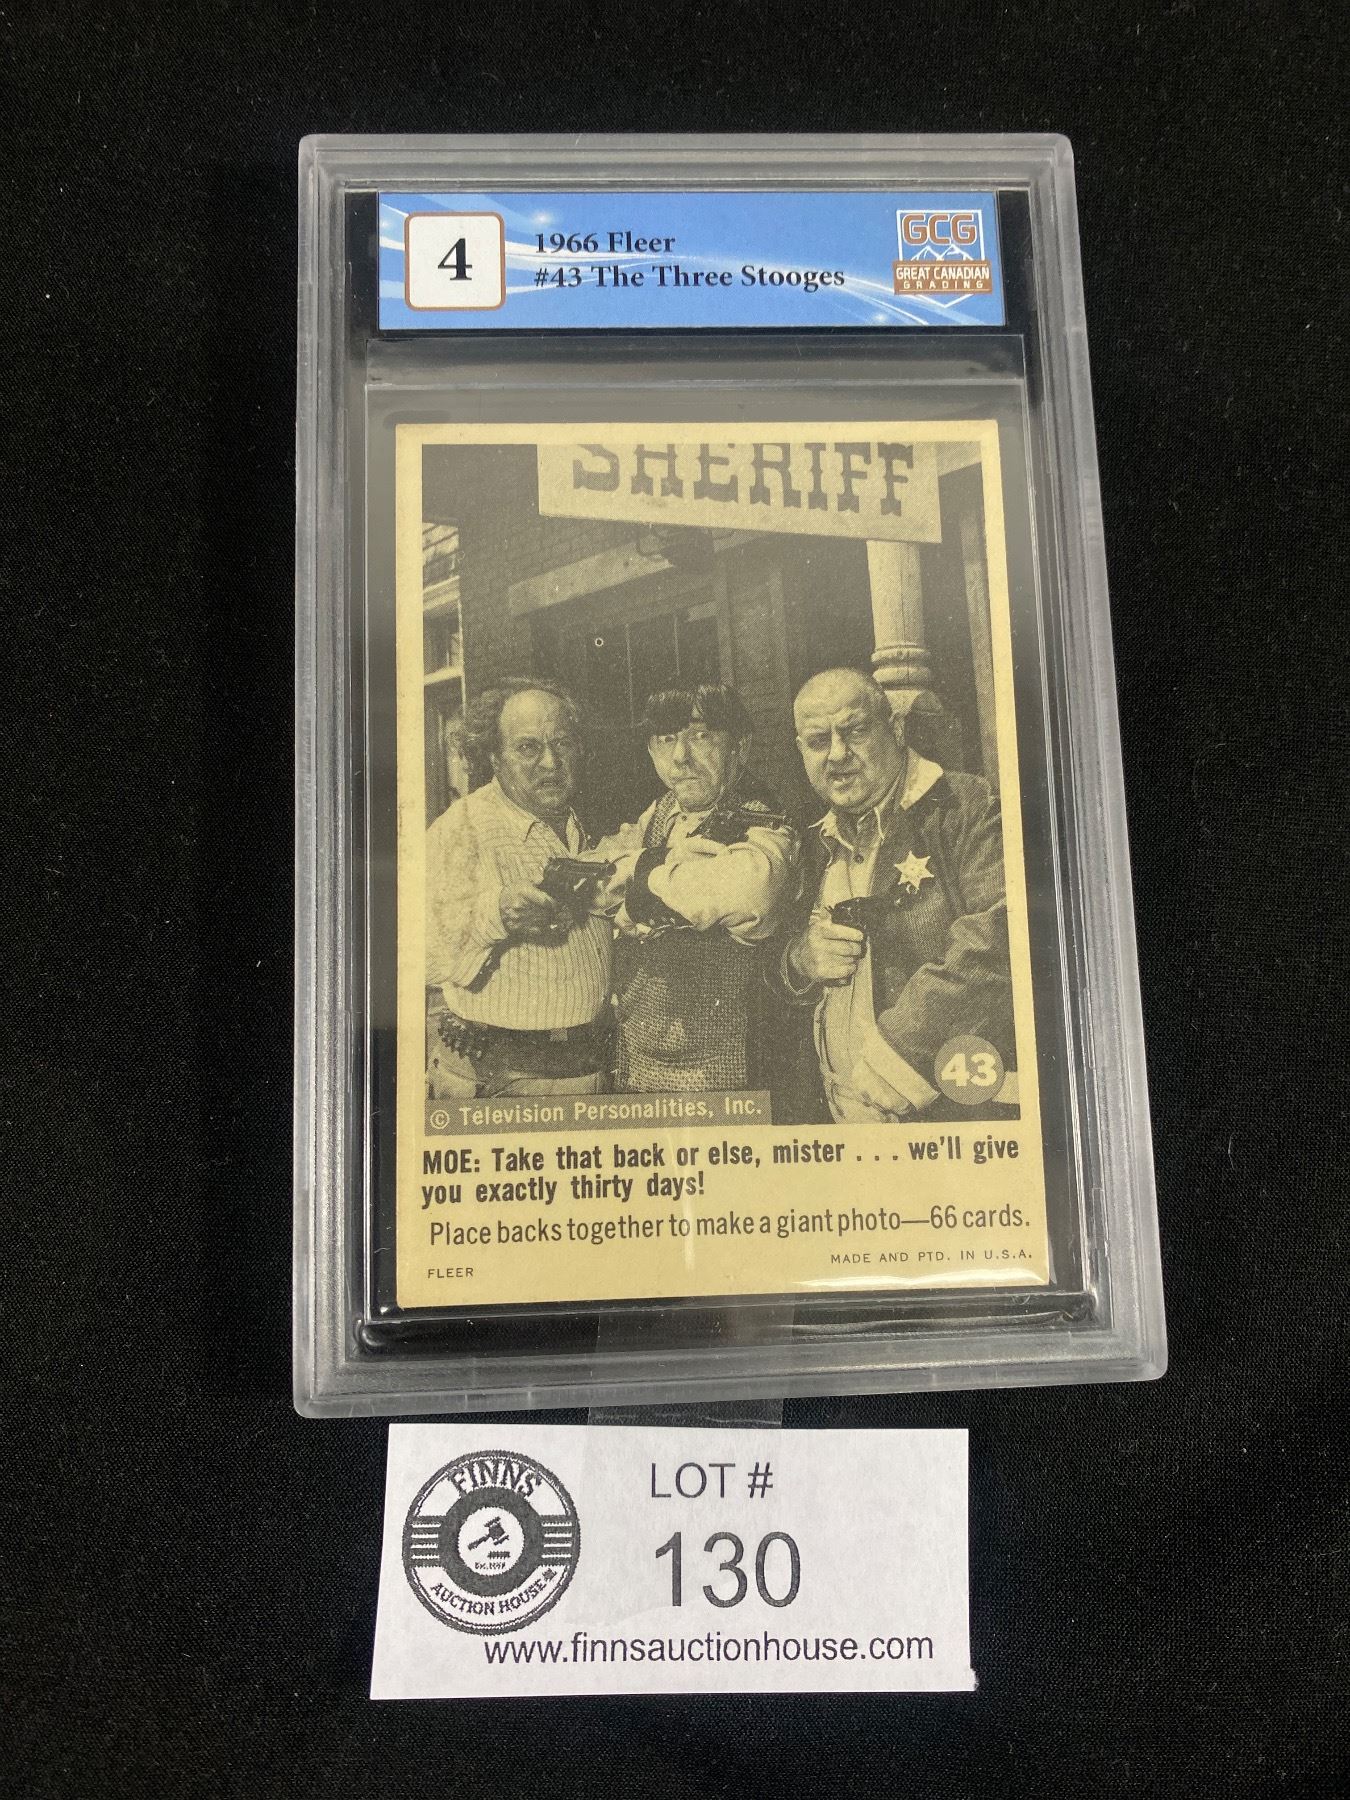 4
1966 Fleer
#43 The Three Stooges
GCG
GREAT CANADIAN
GRADING
SHERIFF
43
© Television Personalities, Inc.
MOE: Take that back or else, mister . . . we'll give
you exactly thirty days!
Place backs together to make a giant photo—66 cards.
MADE AND PTD. IN U.S.A.
FLEER
FINNS
AUCTION HOUSE
LOT #
130
www.finnsauctionhouse.com